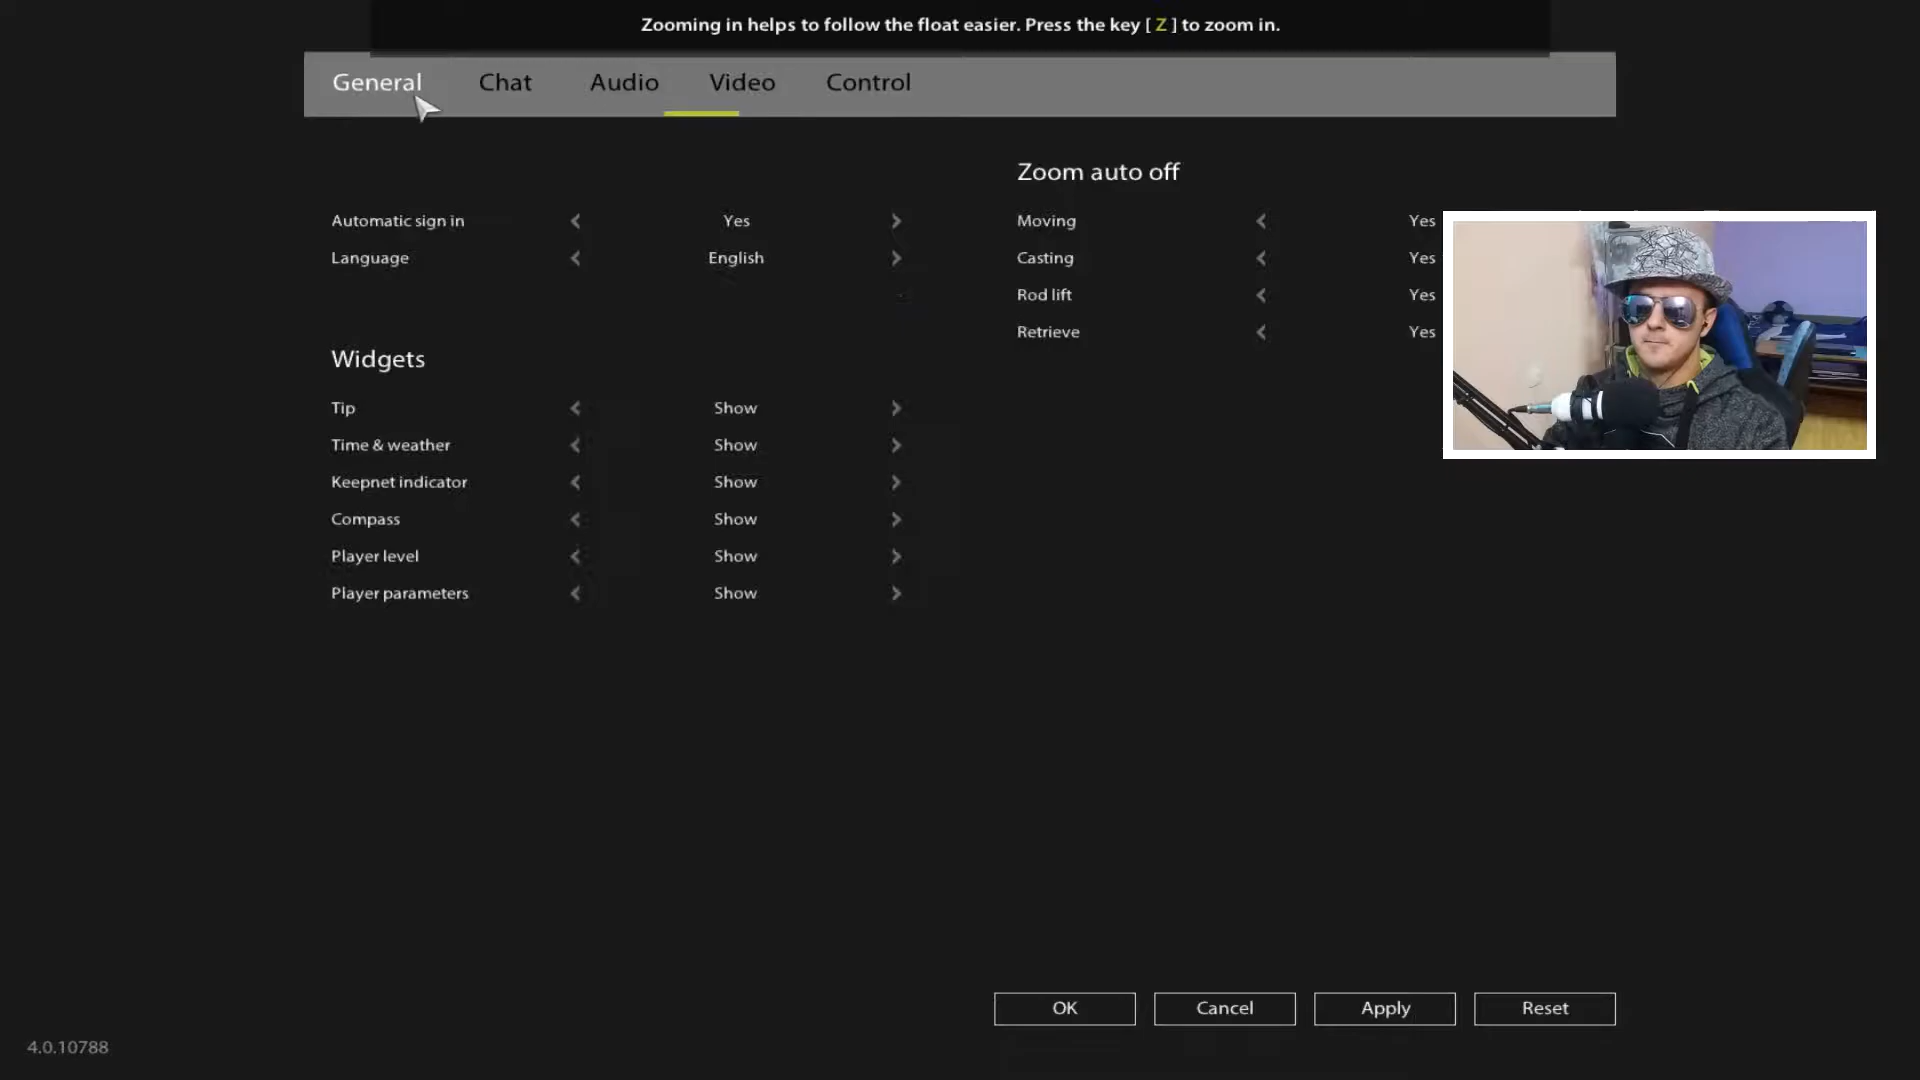 Zooming in helps to follow the float easier. Press the key [ Z ] to zoom in.
General Chat Audio Video Control
Zoom auto off
Automatic sign in Yes
Moving Yes
Language English
Casting Yes
Rod lift Yes
Retrieve Yes
Widgets
Tip Show
Time & weather Show
Keepnet indicator Show
Compass Show
Player level Show
Player parameters Show
OK Cancel Apply Reset
4.0.10788